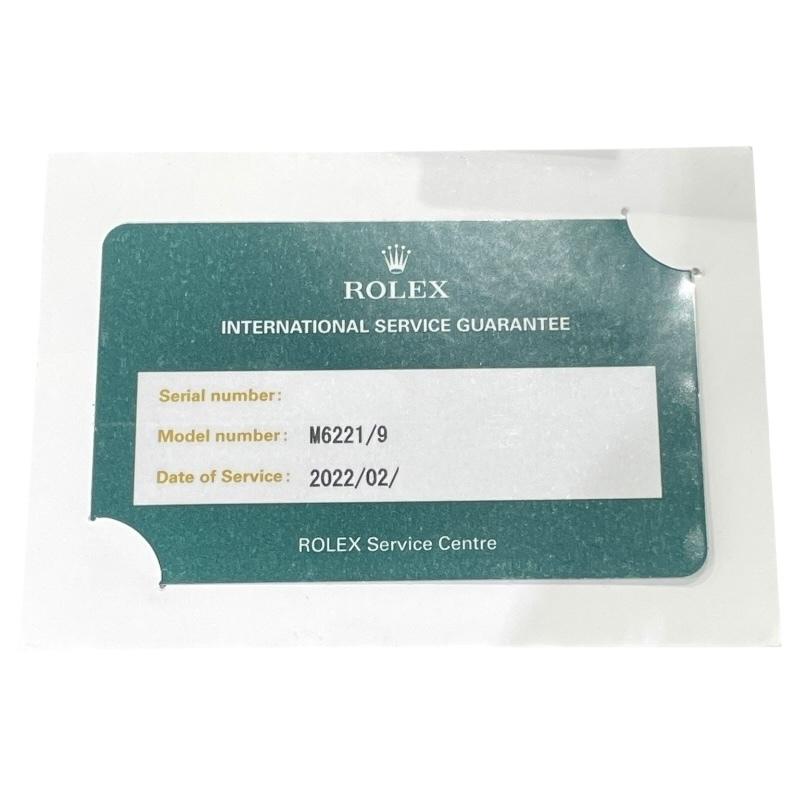 ROLEX
INTERNATIONAL SERVICE GUARANTEE
Serial number:
Model number: M6221/9
Date of Service: 2022/02/
ROLEX Service Centre